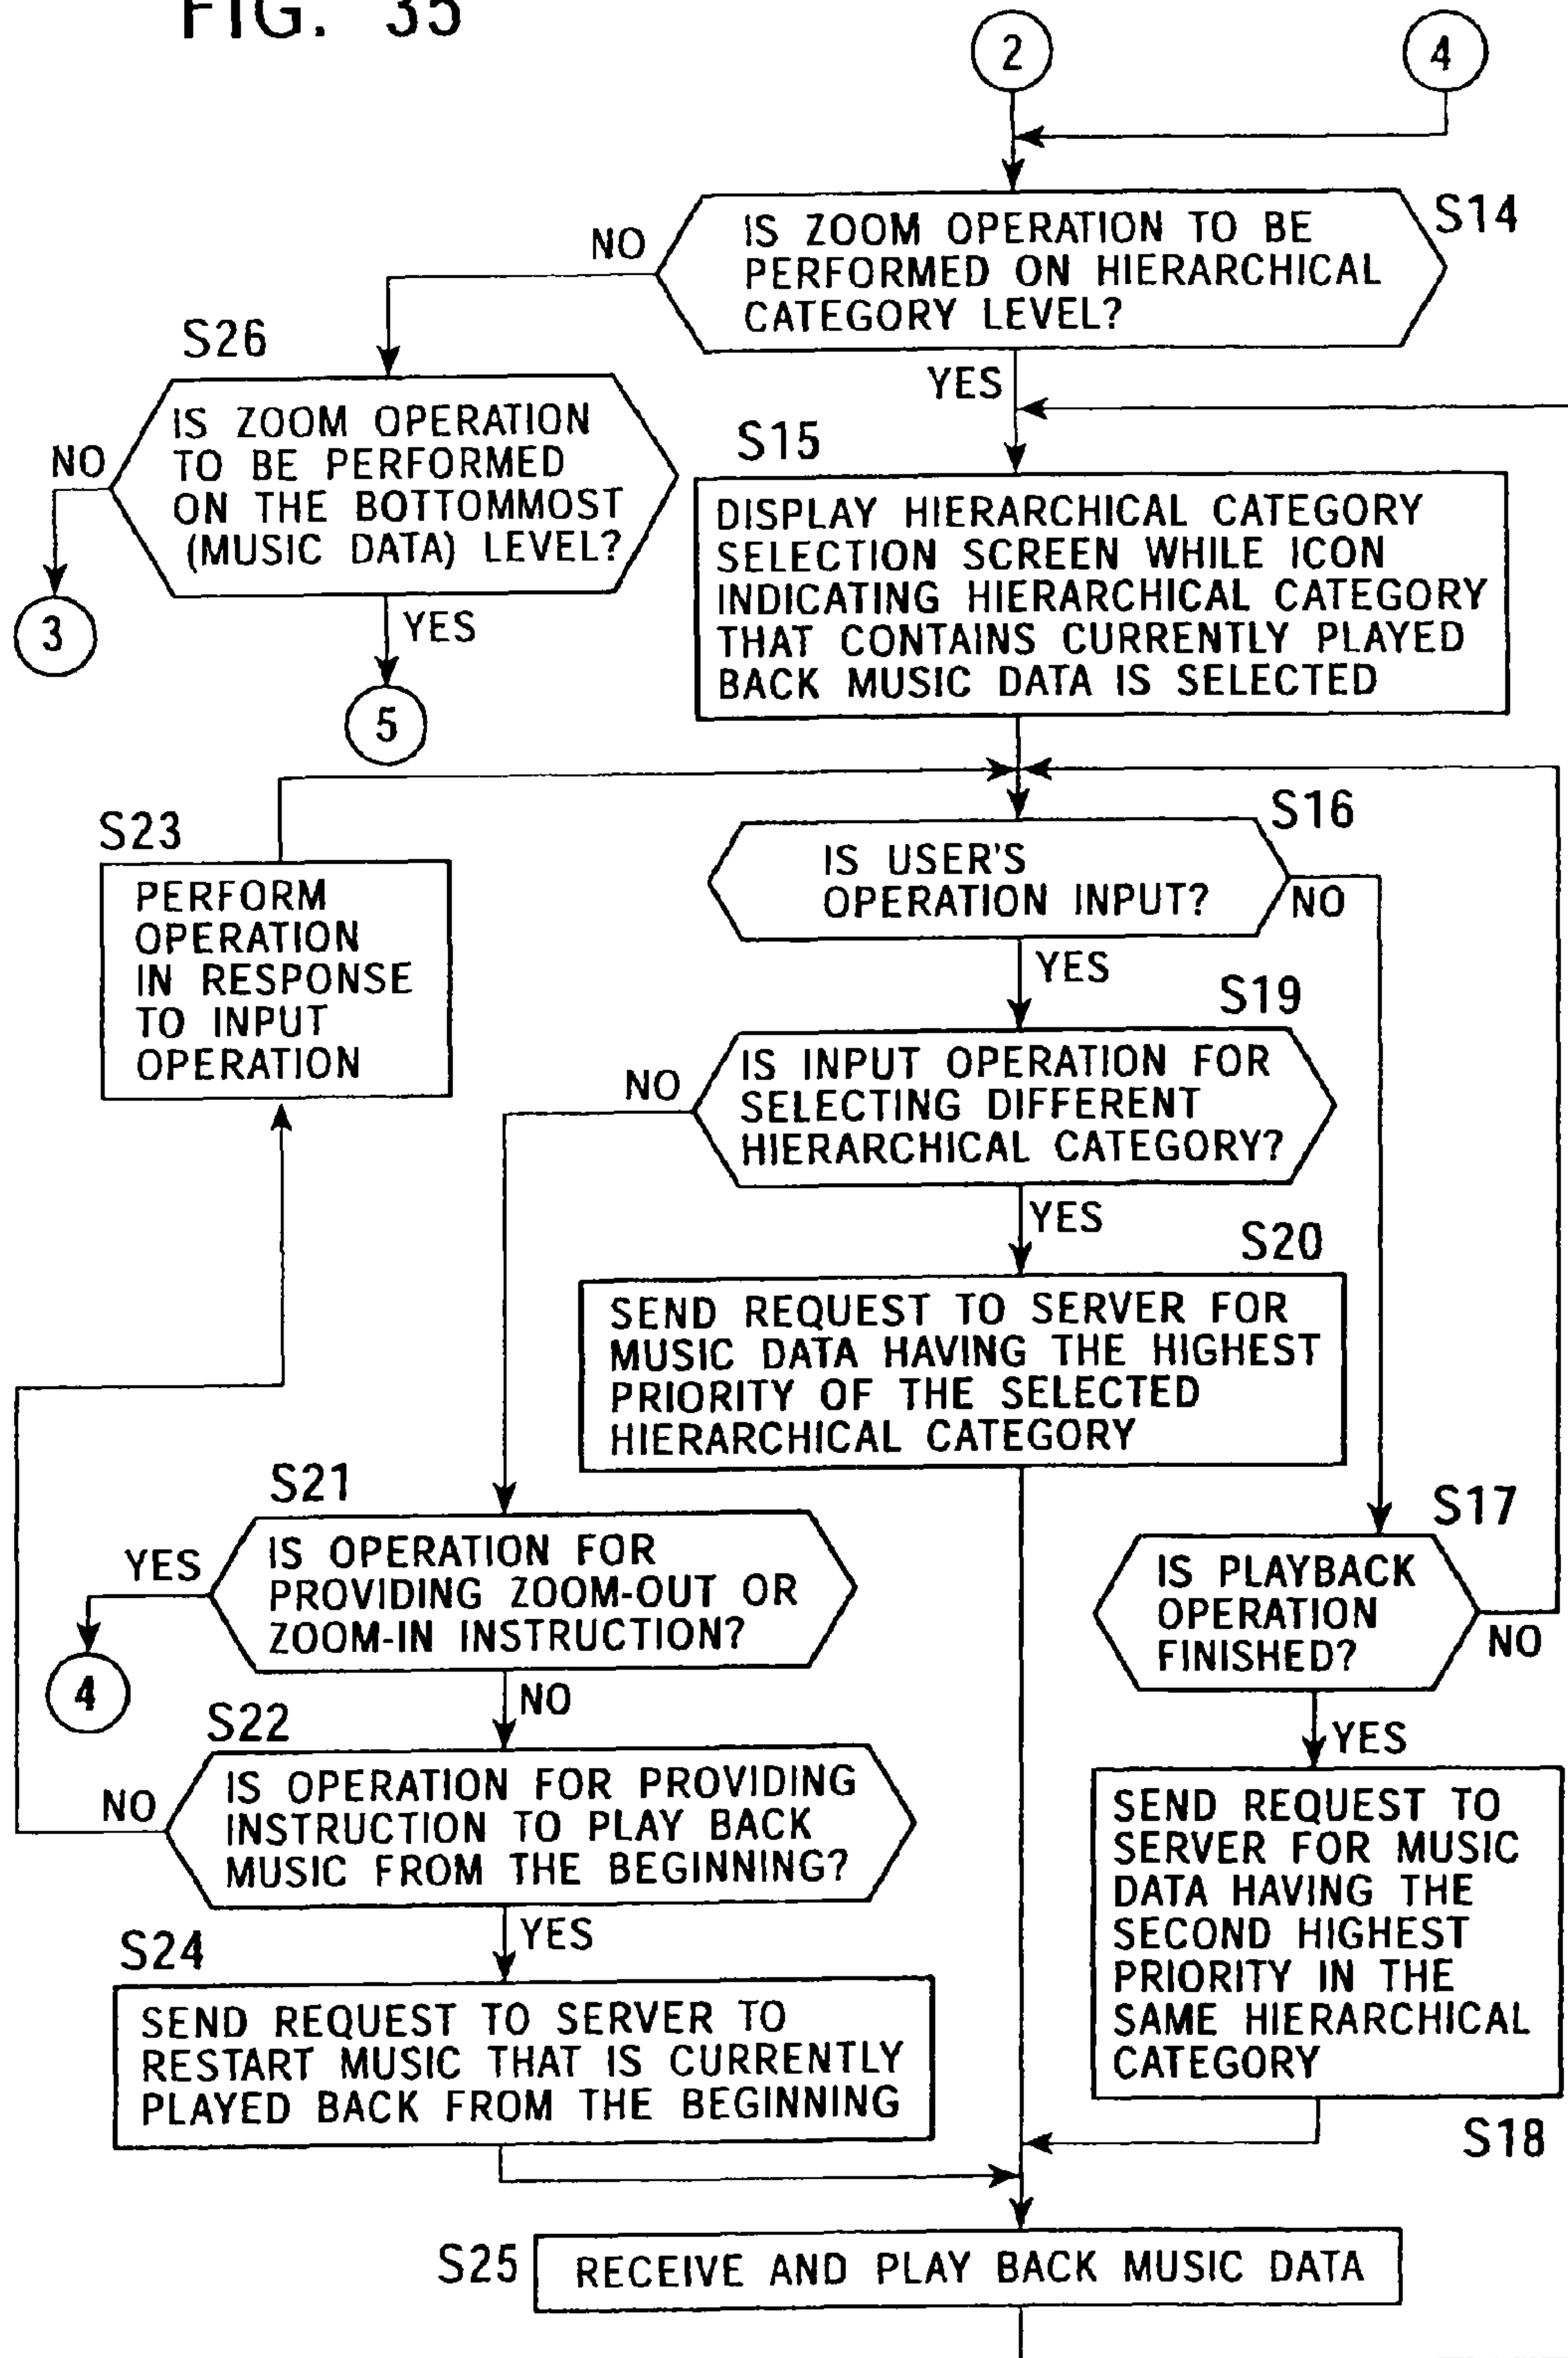 FIG. 35
2
4
S14
IS ZOOM OPERATION TO BE
PERFORMED ON HIERARCHICAL
CATEGORY LEVEL?
NO
YES
S26
IS ZOOM OPERATION
TO BE PERFORMED
ON THE BOTTOMMOST
(MUSIC DATA) LEVEL?
NO
3
YES
5
S15
DISPLAY HIERARCHICAL CATEGORY
SELECTION SCREEN WHILE ICON
INDICATING HIERARCHICAL CATEGORY
THAT CONTAINS CURRENTLY PLAYED
BACK MUSIC DATA IS SELECTED
S23
PERFORM
OPERATION
IN RESPONSE
TO INPUT
OPERATION
S16
IS USER'S
OPERATION INPUT?
NO
YES
S19
IS INPUT OPERATION FOR
SELECTING DIFFERENT
HIERARCHICAL CATEGORY?
NO
YES
S20
SEND REQUEST TO SERVER FOR
MUSIC DATA HAVING THE HIGHEST
PRIORITY OF THE SELECTED
HIERARCHICAL CATEGORY
S21
IS OPERATION FOR
PROVIDING ZOOM-OUT OR
ZOOM-IN INSTRUCTION?
YES
4
NO
S17
IS PLAYBACK
OPERATION
FINISHED?
NO
YES
S22
IS OPERATION FOR PROVIDING
INSTRUCTION TO PLAY BACK
MUSIC FROM THE BEGINNING?
NO
YES
SEND REQUEST TO
SERVER FOR MUSIC
DATA HAVING THE
SECOND HIGHEST
PRIORITY IN THE
SAME HIERARCHICAL
CATEGORY
S18
S24
SEND REQUEST TO SERVER TO
RESTART MUSIC THAT IS CURRENTLY
PLAYED BACK FROM THE BEGINNING
S25
RECEIVE AND PLAY BACK MUSIC DATA